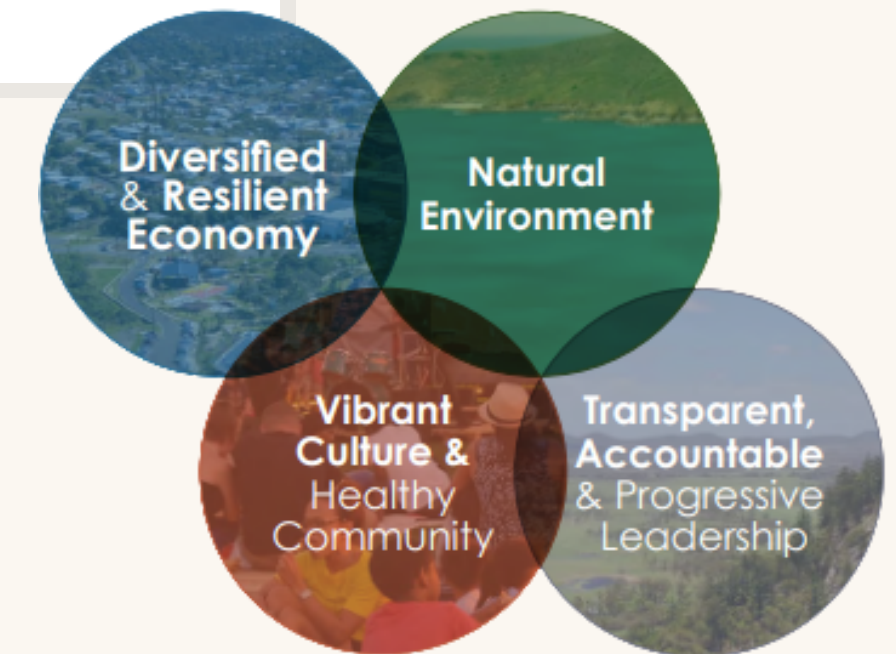 Diversified
& Resilient
Economy
Natural
Environment
Vibrant
Culture &
Healthy
Community
Transparent,
Accountable
& Progressive
Leadership